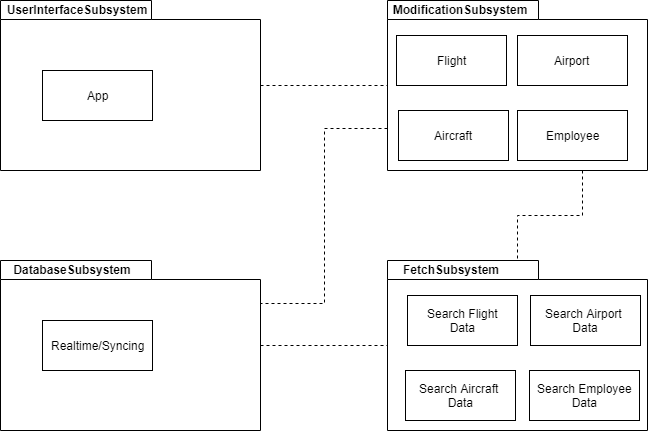 UserInterfaceSubsystem
App
ModificationSubsystem
Flight
Airport
Aircraft
Employee
DatabaseSubsystem
Realtime/Syncing
FetchSubsystem
Search Flight
Data
Search Airport
Data
Search Aircraft
Data
Search Employee
Data